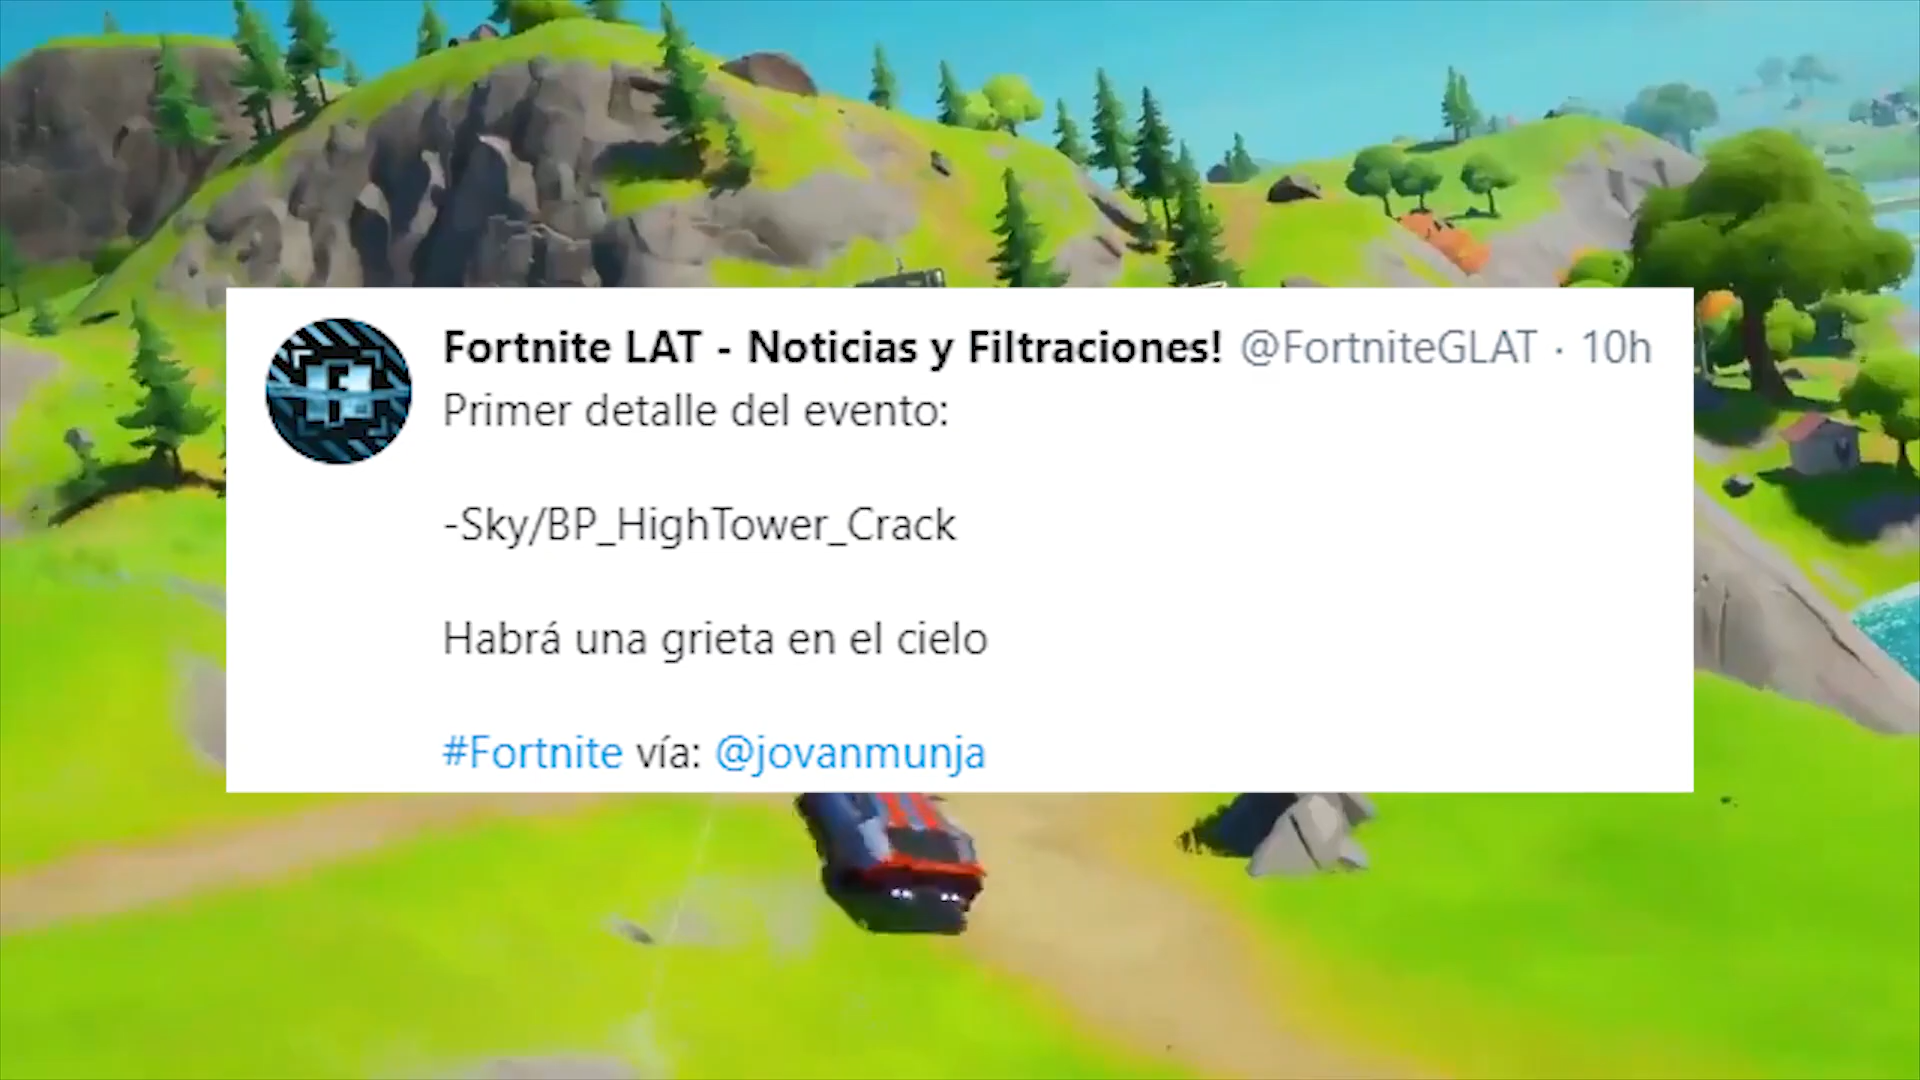 Fortnite LAT - Noticias y Filtraciones! @FortniteGLAT · 10h
Primer detalle del evento:
-Sky/BP_HighTower_Crack
Habrá una grieta en el cielo
#Fortnite vía: @jovanmunja